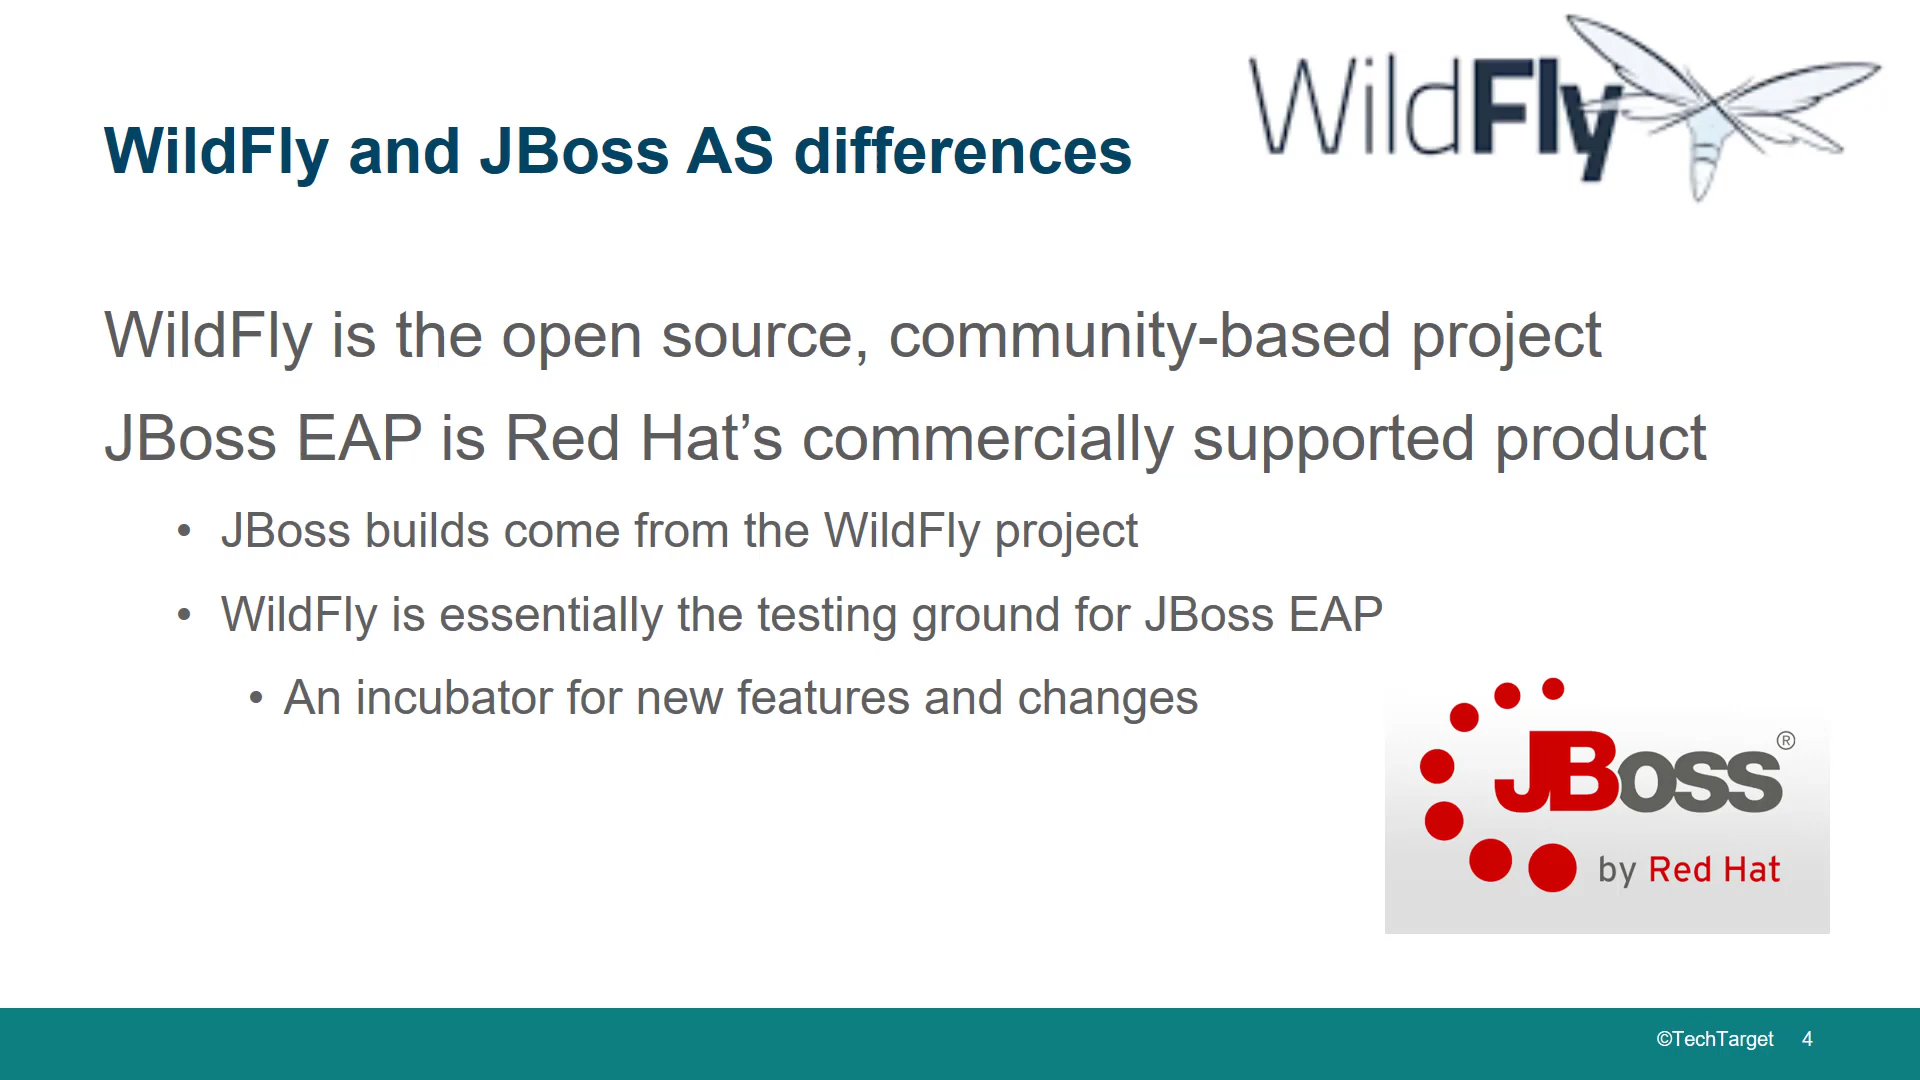 WildFly
WildFly and JBoss AS differences
WildFly is the open source, community-based project
JBoss EAP is Red Hat’s commercially supported product
• JBoss builds come from the WildFly project
• WildFly is essentially the testing ground for JBoss EAP
• An incubator for new features and changes
JBoss®
by Red Hat
©TechTarget 4